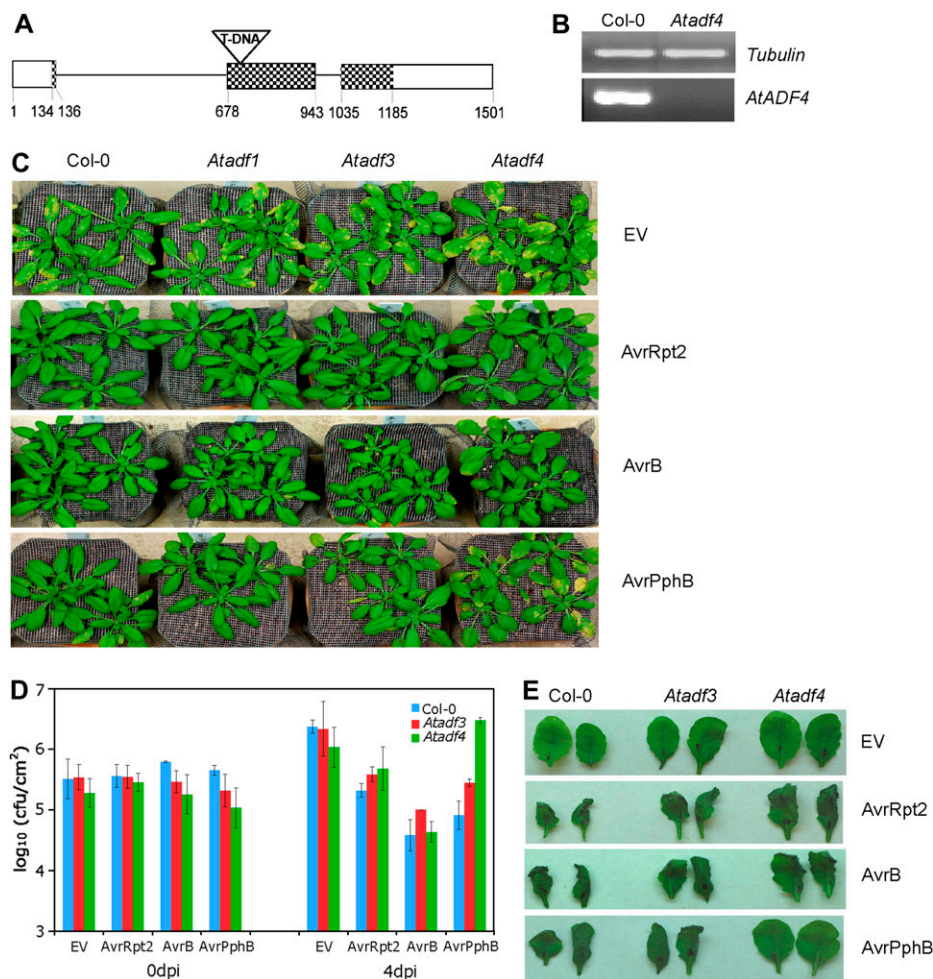 A
T-DNA
1 134 136 678 943 1035 1185 1501
B
Col-0 Atadf4
Tubulin
AtADF4
C
Col-0 Atadf1 Atadf3 Atadf4
EV
AvrRpt2
AvrB
AvrPphB
D
log10 (cfu/cm2)
7
6
5
4
3
Col-0
Atadf3
Atadf4
EV AvrRpt2 AvrB AvrPphB EV AvrRpt2 AvrB AvrPphB
0dpi 4dpi
E
Col-0 Atadf3 Atadf4
EV
AvrRpt2
AvrB
AvrPphB